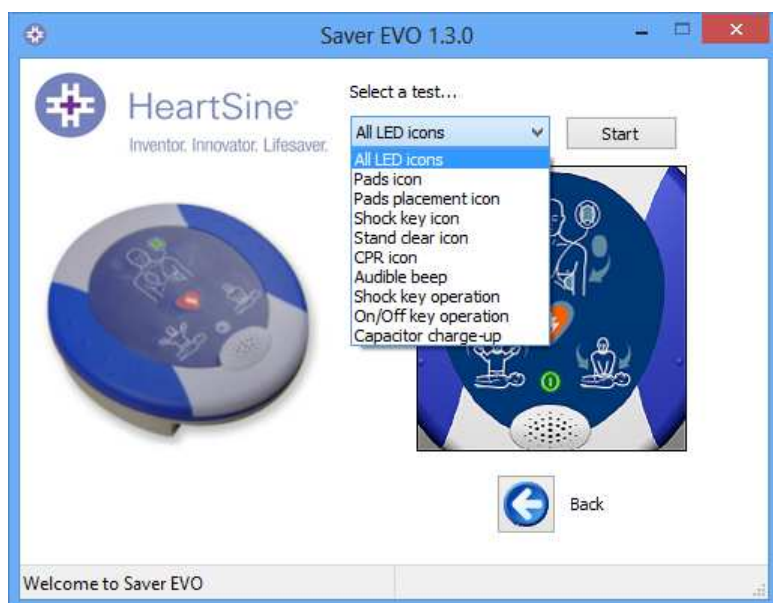 Saver EVO 1.3.0
HeartSine®
Inventor. Innovator. Lifesaver.
Select a test...
All LED icons
Start
All LED icons
Pads icon
Pads placement icon
Shock key icon
Stand clear icon
CPR icon
Audible beep
Shock key operation
On/Off key operation
Capacitor charge-up
Back
Welcome to Saver EVO